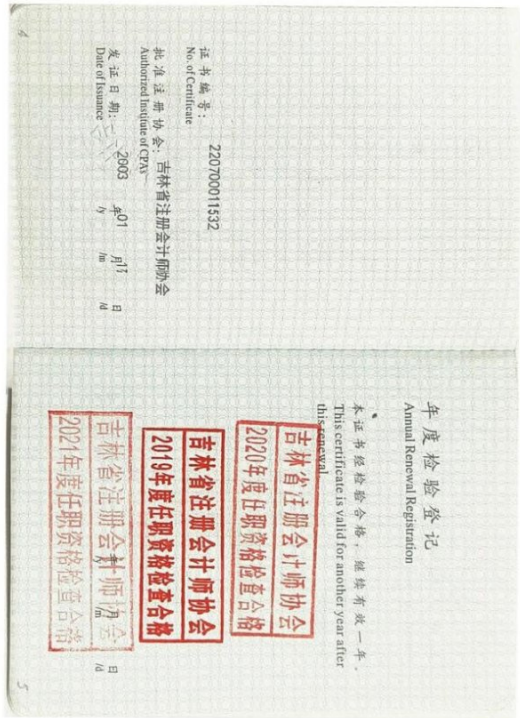 证书编号：
No. of Certificate
220700011532
批准注册协会：吉林省注册会计师协会
Authorized Institute of CPAs
发证日期：
Date of Issuance
2003 年 01 月 17 日
/y /m /d
4
年度检验登记
Annual Renewal Registration
本证书经检验合格，继续有效一年。
This certificate is valid for another year after
this renewal.
吉林省注册会计师协会
2020年度任职资格检查合格
吉林省注册会计师协会
2019年度任职资格检查合格
吉林省注册会计师协会
2021年度任职资格检查合格
年 月 日
/y /m /d
5